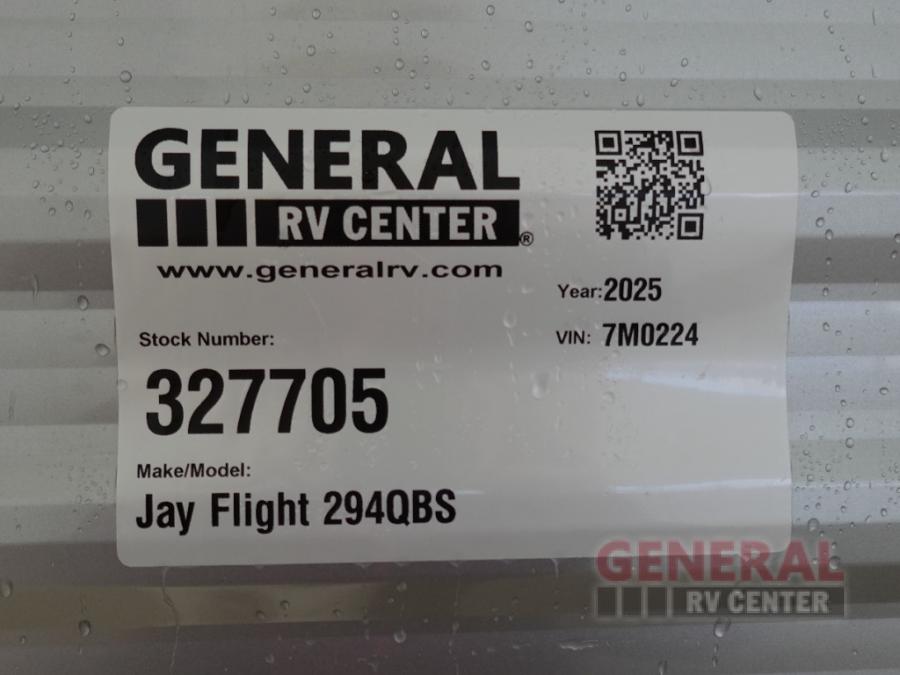 GENERAL
RV CENTER®
www.generalrv.com
Year: 2025
VIN: 7M0224
Stock Number:
327705
Make/Model:
Jay Flight 294QBS
GENERAL
RV CENTER